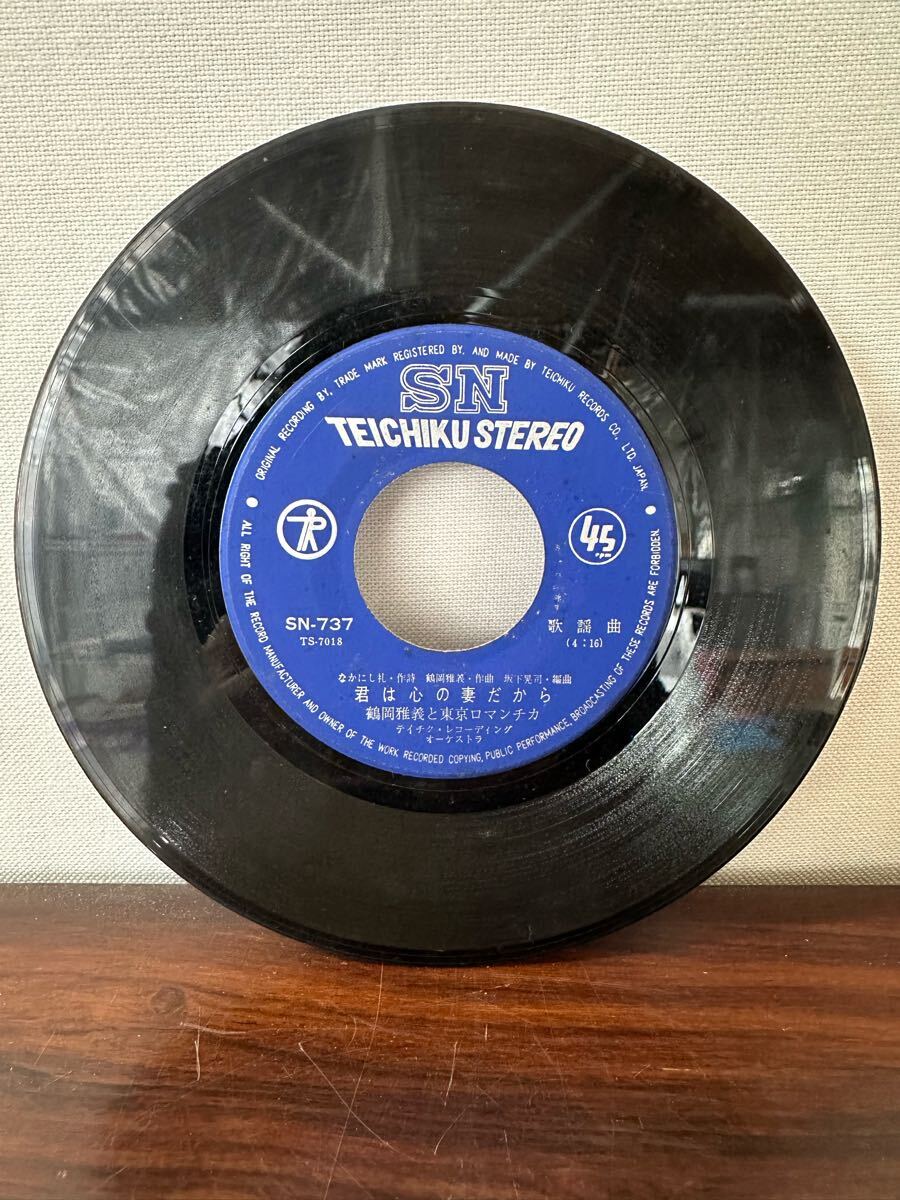 ORIGINAL RECORDING BY, TRADE MARK REGISTERED BY, AND MADE BY TEICHIKU RECORDS CO., LTD. JAPAN.
SN
TEICHIKU STEREO
45
rpm
SN-737
TS-7018
歌謡曲
(4:16)
なかにし礼・作詩 鶴岡雅義・作曲 坂下晃司・編曲
君は心の妻だから
鶴岡雅義と東京ロマンチカ
テイチク・レコーディング
オーケストラ
ALL RIGHT OF THE RECORD MANUFACTURER AND OWNER OF THE WORK RECORDED COPYING, PUBLIC PERFORMANCE, BROADCASTING OF THESE RECORDS ARE FORBIDDEN.